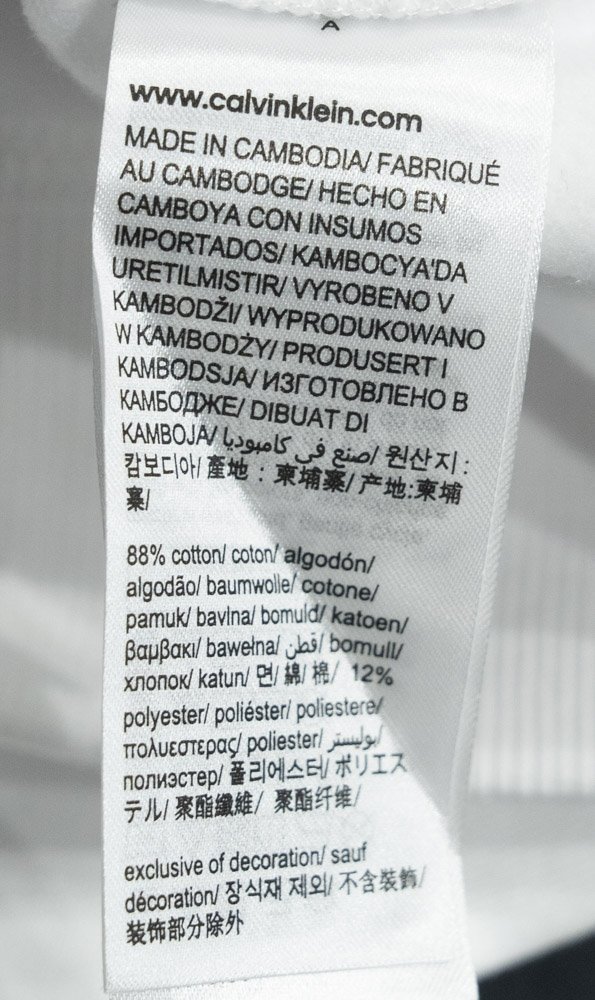 A
www.calvinklein.com
MADE IN CAMBODIA/ FABRIQUÉ
AU CAMBODGE/ HECHO EN
CAMBOYA CON INSUMOS
IMPORTADOS/ KAMBOCYA'DA
URETILMISTIR/ VYROBENO V
KAMBODŽI/ WYPRODUKOWANO
W KAMBODŻY/ PRODUSERT I
KAMBODSJA/ ИЗГОТОВЛЕНО В
КАМБОДЖЕ/ DIBUAT DI
KAMBOJA/ صنع في كامبوديا/ 원산지 :
캄보디아/ 產地 : 柬埔寨/ 产地:柬埔
寨/
88% cotton/ coton/ algodón/
algodão/ baumwolle/ cotone/
pamuk/ bavlna/ bomuld/ katoen/
βαμβακι/ bawełna/ قطن/ bomull/
хлопок/ katun/ 면/ 綿/ 棉/ 12%
polyester/ poliéster/ poliestere/
πολυεστερας/ poliester/ بوليستر/
полиэстер/ 폴리에스터/ ポリエス
テル/ 聚酯纖維/ 聚酯纤维/
exclusive of decoration/ sauf
décoration/ 장식재 제외/ 不含裝飾/
装饰部分除外